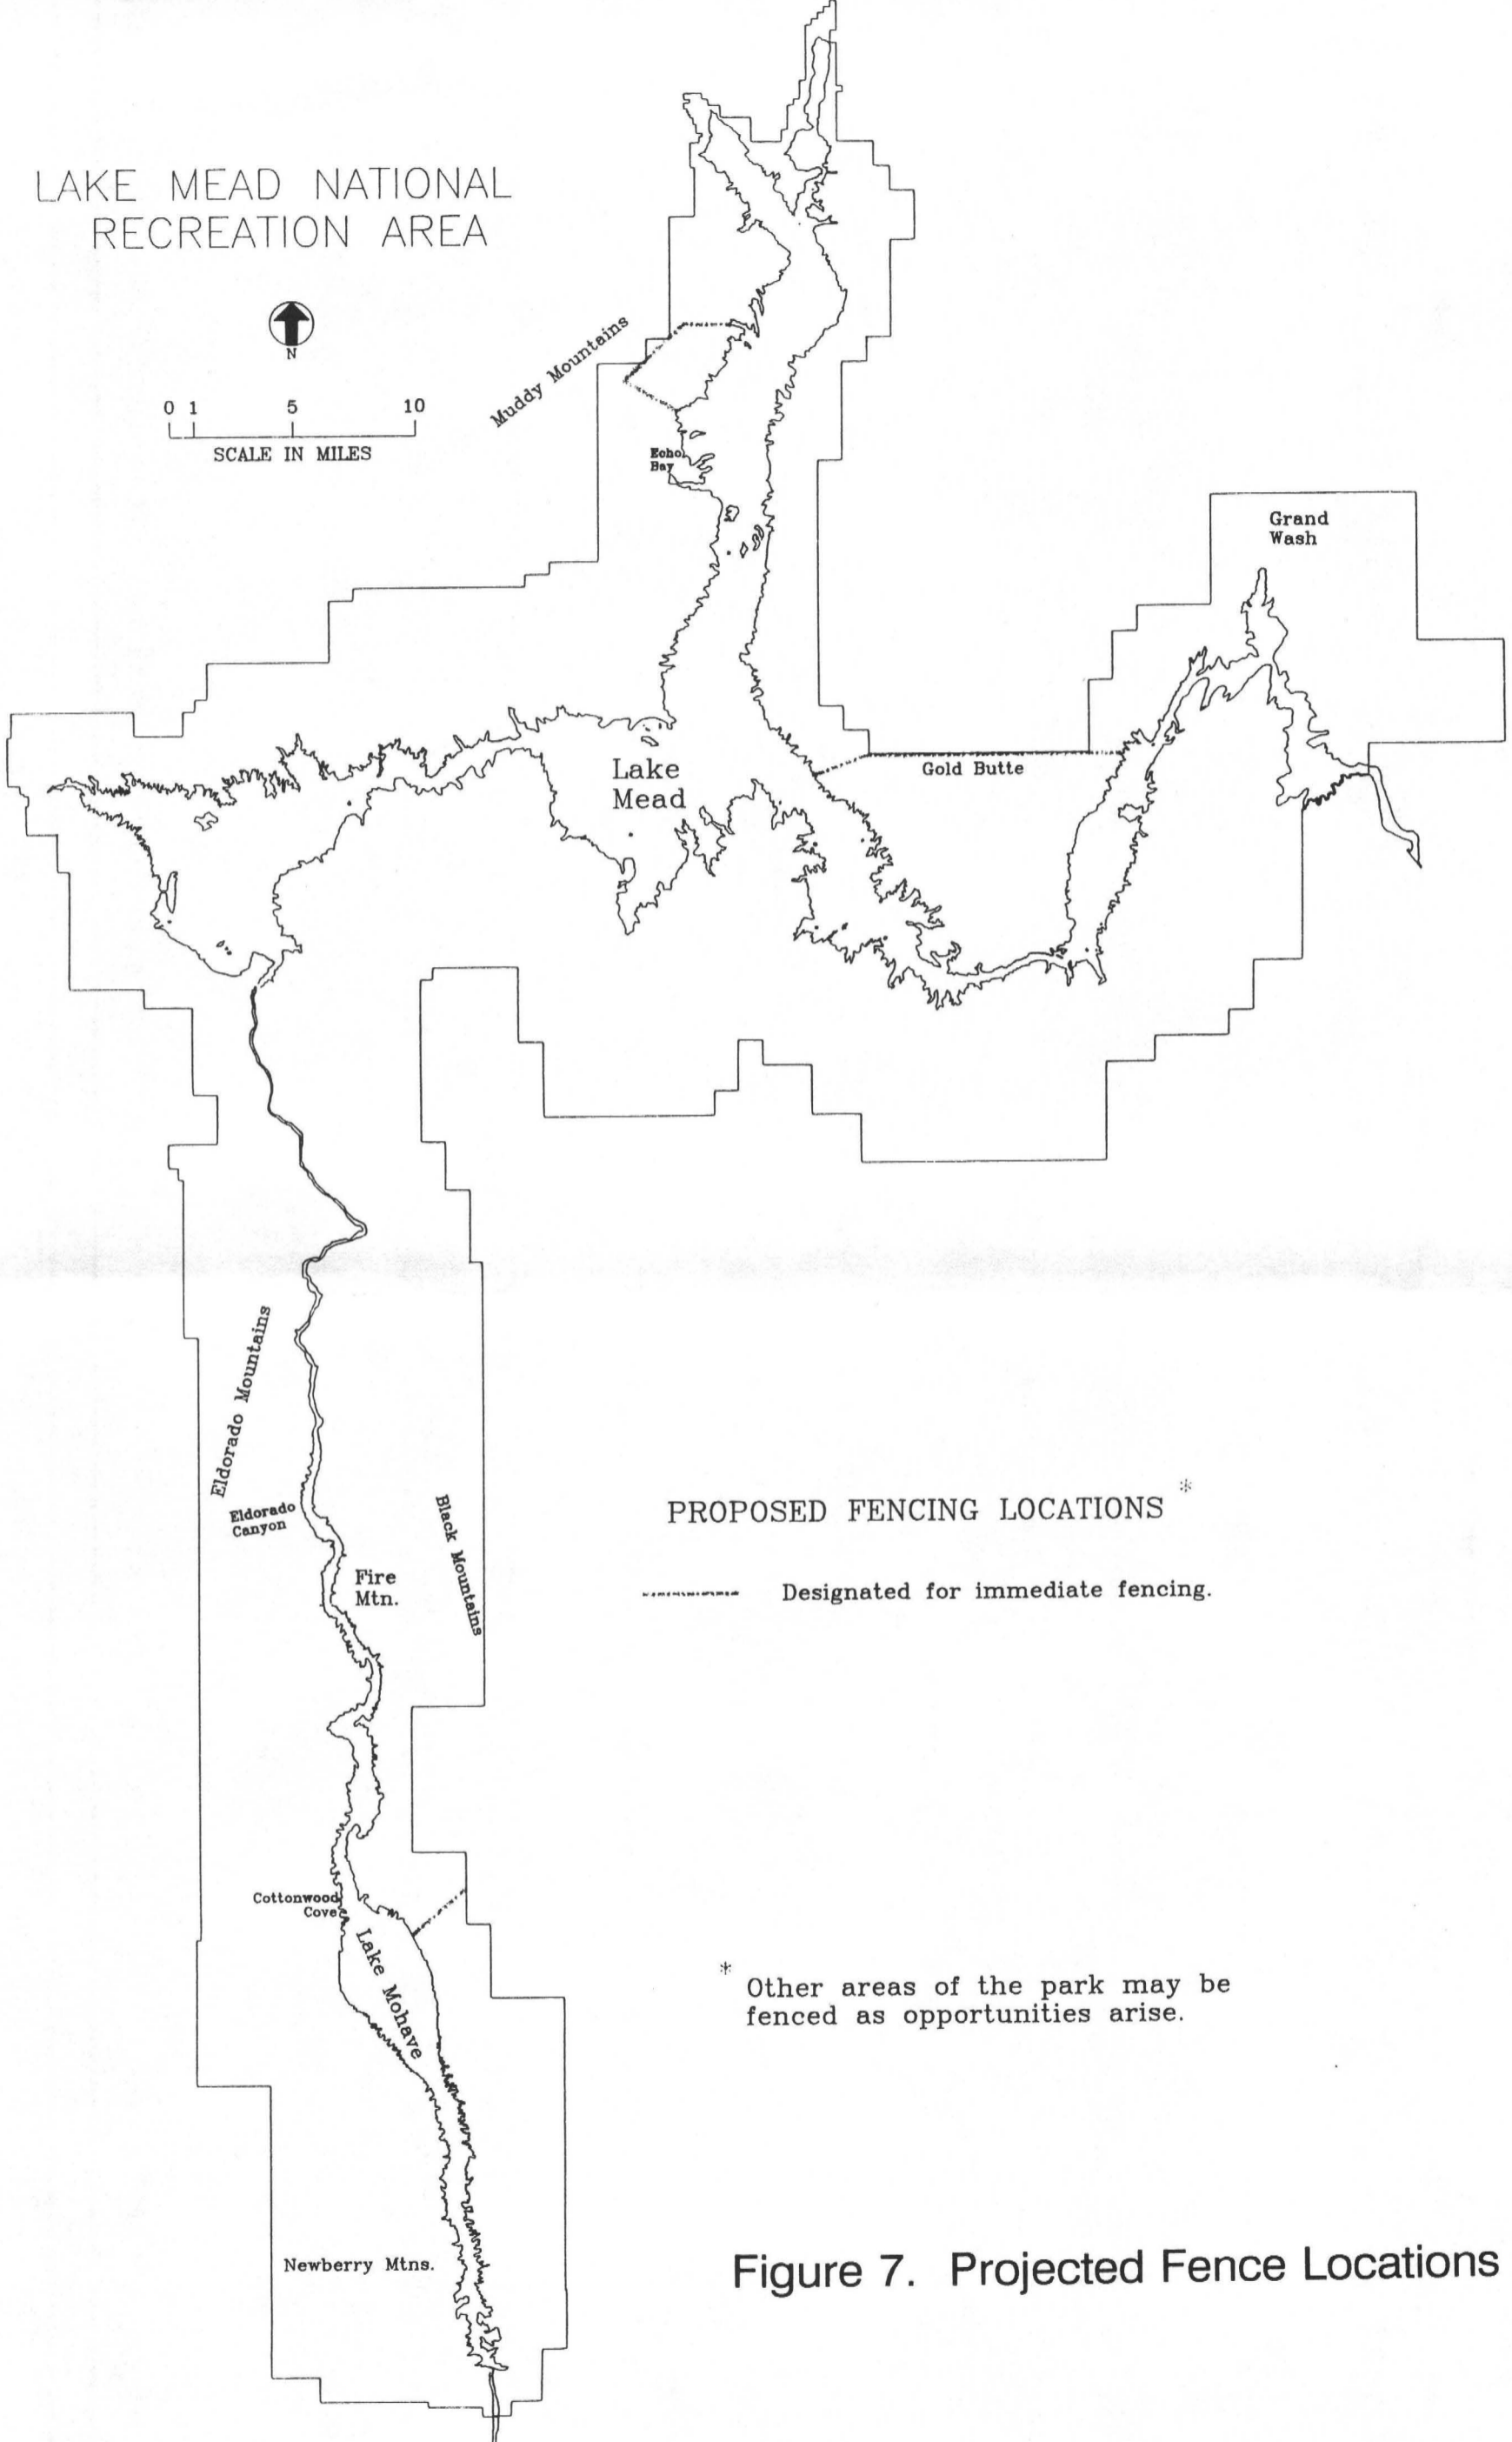 LAKE MEAD NATIONAL
RECREATION AREA
N
0 1 5 10
SCALE IN MILES
Muddy Mountains
Echo
Bay
Grand
Wash
Gold Butte
Lake
Mead
Eldorado Mountains
Eldorado
Canyon
Black Mountains
Fire
Mtn.
PROPOSED FENCING LOCATIONS *
Designated for immediate fencing.
Cottonwood
Cove
Lake Mohave
* Other areas of the park may be
fenced as opportunities arise.
Newberry Mtns.
Figure 7. Projected Fence Locations